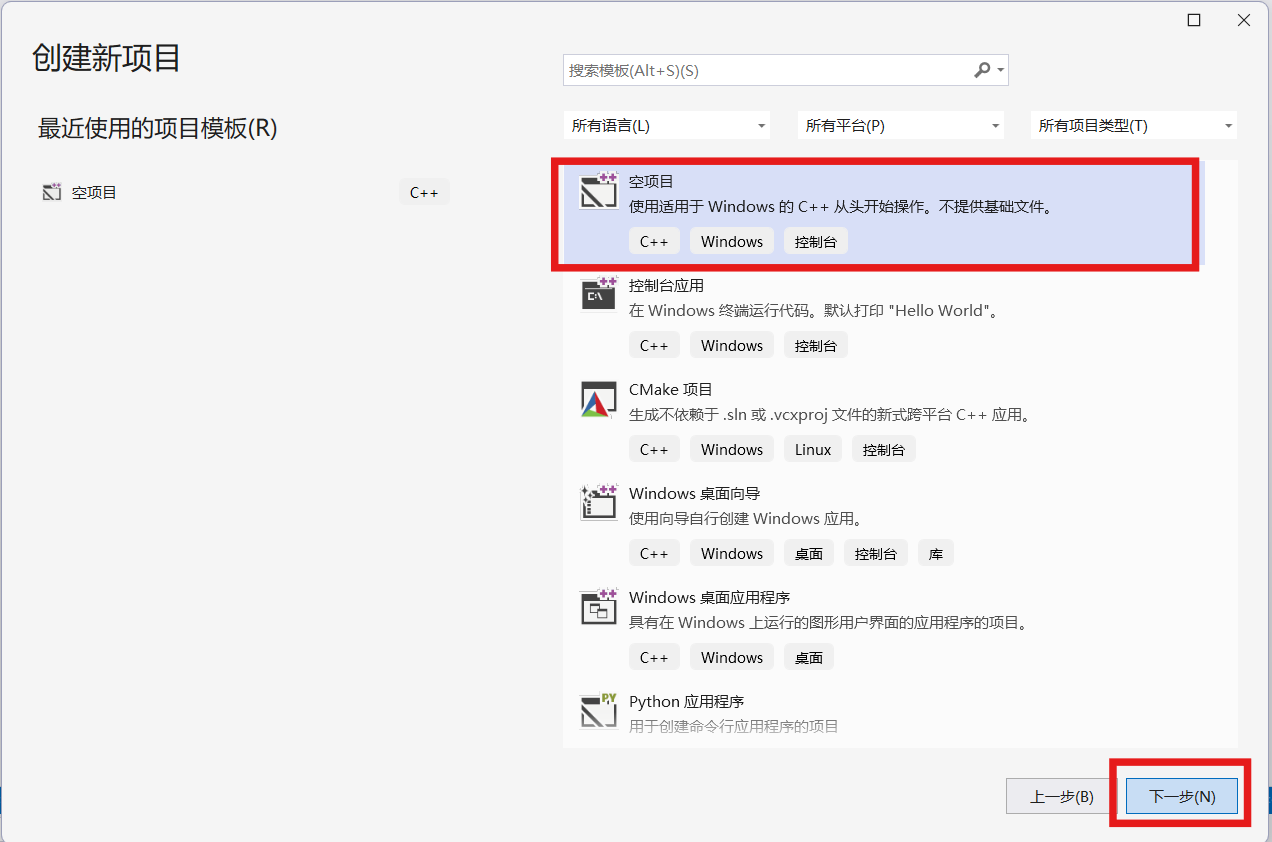 创建新项目
搜索模板(Alt+S)(S)
最近使用的项目模板(R)
所有语言(L) 所有平台(P) 所有项目类型(T)
空项目 C++
空项目
使用适用于 Windows 的 C++ 从头开始操作。不提供基础文件。
C++ Windows 控制台
控制台应用
在 Windows 终端运行代码。默认打印 "Hello World"。
C++ Windows 控制台
CMake 项目
生成不依赖于 .sln 或 .vcxproj 文件的新式跨平台 C++ 应用。
C++ Windows Linux 控制台
Windows 桌面向导
使用向导自行创建 Windows 应用。
C++ Windows 桌面 控制台 库
Windows 桌面应用程序
具有在 Windows 上运行的图形用户界面的应用程序的项目。
C++ Windows 桌面
PY
Python 应用程序
用于创建命令行应用程序的项目
上一步(B) 下一步(N)